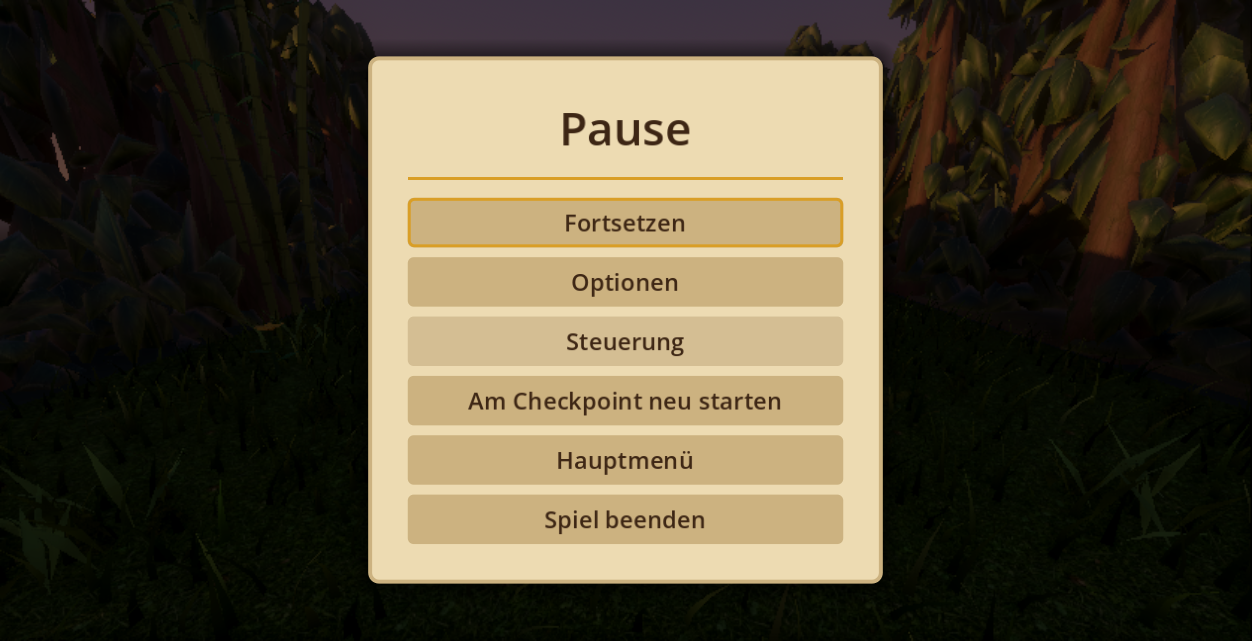 Pause
Fortsetzen
Optionen
Steuerung
Am Checkpoint neu starten
Hauptmenü
Spiel beenden